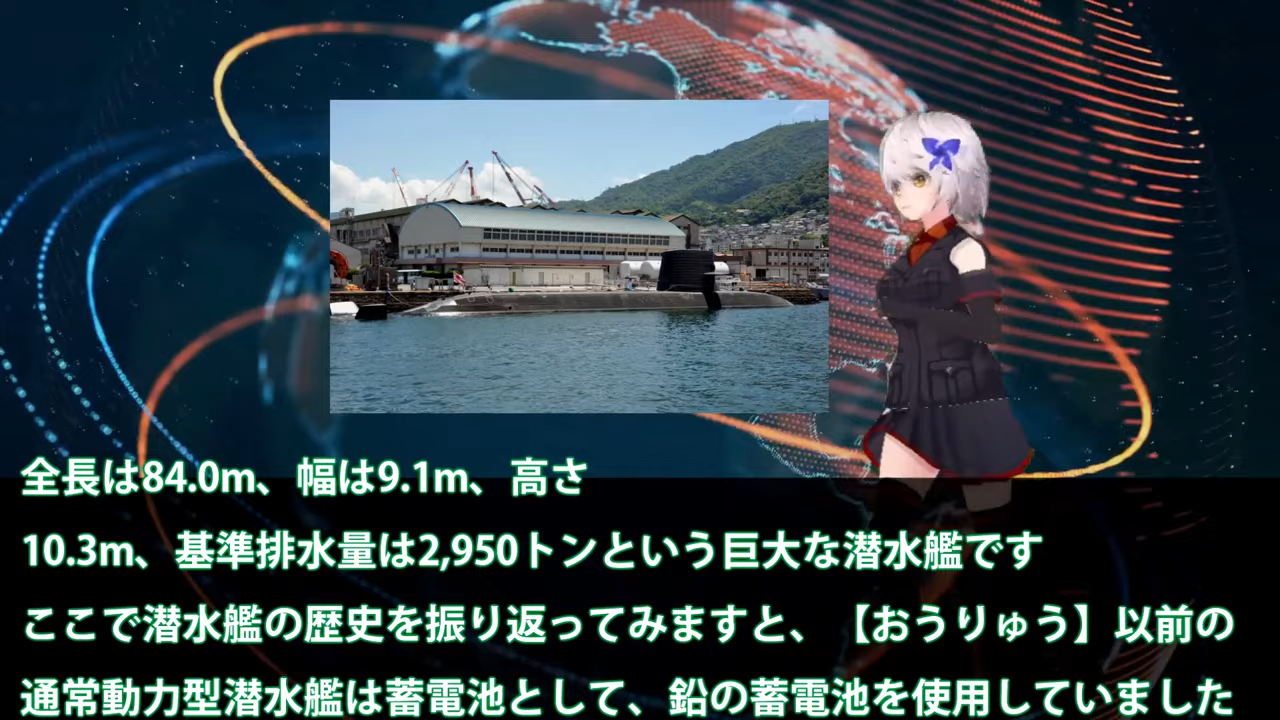 全長は84.0m、幅は9.1m、高さ
10.3m、基準排水量は2,950トンという巨大な潜水艦です
ここで潜水艦の歴史を振り返ってみますと、【おうりゅう】以前の
通常動力型潜水艦は蓄電池として、鉛の蓄電池を使用していました